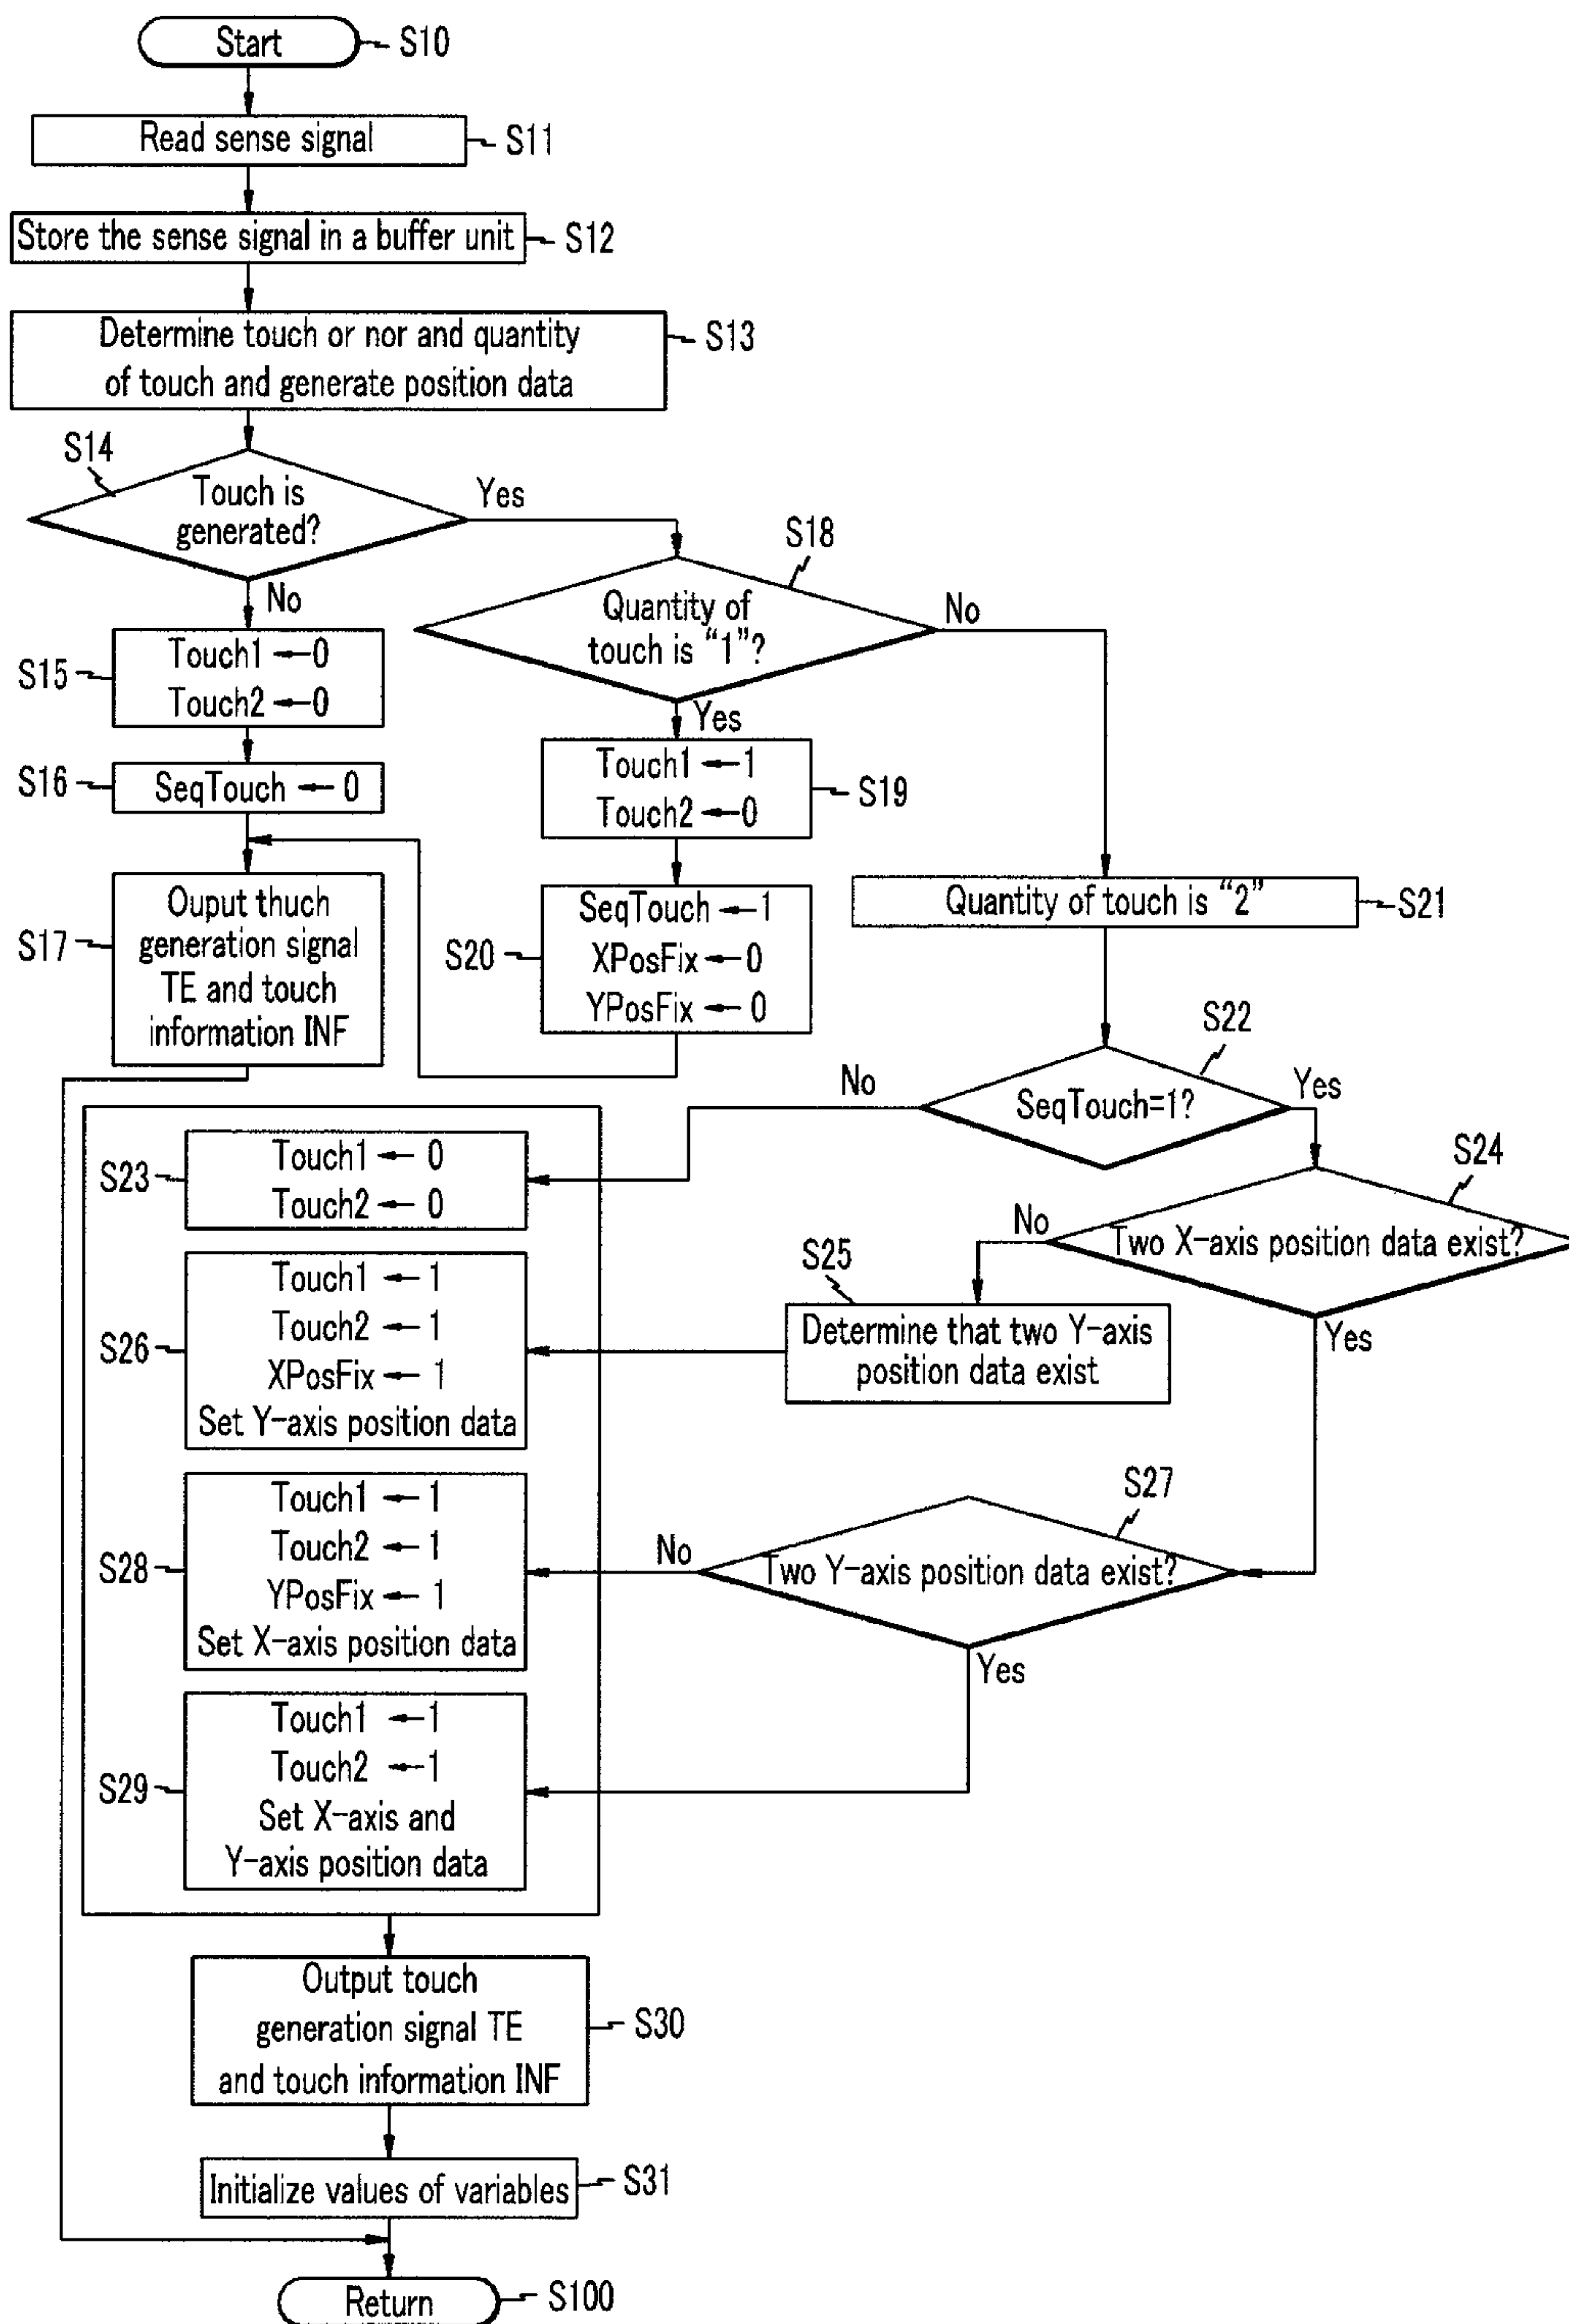 Start
S10
Read sense signal
S11
Store the sense signal in a buffer unit
S12
Determine touch or nor and quantity
of touch and generate position data
S13
S14
Touch is
generated?
Yes
No
S18
Quantity of
touch is “1”?
No
Yes
S15
Touch1 ←0
Touch2 ←0
S16
SeqTouch ← 0
Touch1 ←1
Touch2 ←0
S19
S17
Ouput thuch
generation signal
TE and touch
information INF
S20
SeqTouch ←1
XPosFix ←0
YPosFix ← 0
Quantity of touch is “2”
S21
S22
SeqTouch=1?
No
Yes
S23
Touch1 ← 0
Touch2 ← 0
S24
Two X-axis position data exist?
No
Yes
S25
Determine that two Y-axis
position data exist
S26
Touch1 ← 1
Touch2 ← 1
XPosFix ← 1
Set Y-axis position data
S27
Two Y-axis position data exist?
No
Yes
S28
Touch1 ← 1
Touch2 ← 1
YPosFix ← 1
Set X-axis position data
S29
Touch1 ←1
Touch2 ←1
Set X-axis and
Y-axis position data
Output touch
generation signal TE
and touch information INF
S30
Initialize values of variables
S31
Return
S100